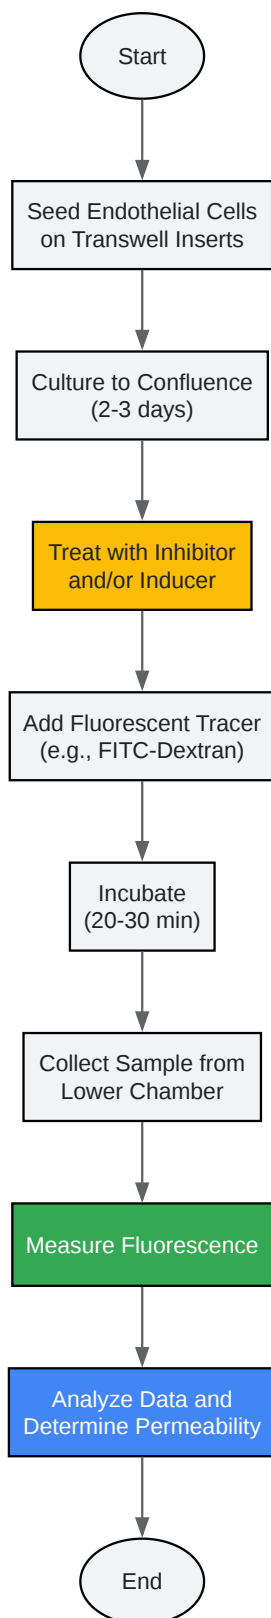 Start
Seed Endothelial Cells
on Transwell Inserts
Culture to Confluence
(2-3 days)
Treat with Inhibitor
and/or Inducer
Add Fluorescent Tracer
(e.g., FITC-Dextran)
Incubate
(20-30 min)
Collect Sample from
Lower Chamber
Measure Fluorescence
Analyze Data and
Determine Permeability
End